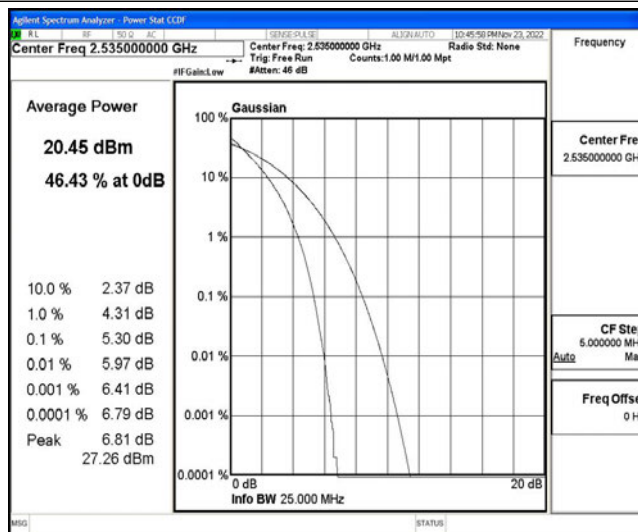 Agilent Spectrum Analyzer - Power Stat CCDF
RL RF 50 Ω AC SENSE:PULSE ALIGN AUTO 10:45:58 PM Nov 23, 2022
Center Freq 2.535000000 GHz
Center Freq: 2.535000000 GHz
Radio Std: None
Trig: Free Run
Counts:1.00 M/1.00 Mpt
#IFGain:Low
#Atten: 46 dB
Frequency
Average Power
20.45 dBm
46.43 % at 0dB
10.0 % 2.37 dB
1.0 % 4.31 dB
0.1 % 5.30 dB
0.01 % 5.97 dB
0.001 % 6.41 dB
0.0001 % 6.79 dB
Peak 6.81 dB
27.26 dBm
Gaussian
100 %
10 %
1 %
0.1 %
0.01 %
0.001 %
0.0001 %
0 dB
20 dB
Info BW 25.000 MHz
Center Fre
2.535000000 GH
CF Ste
5.000000 MH
Auto Ma
Freq Offse
0 H
MSG
STATUS